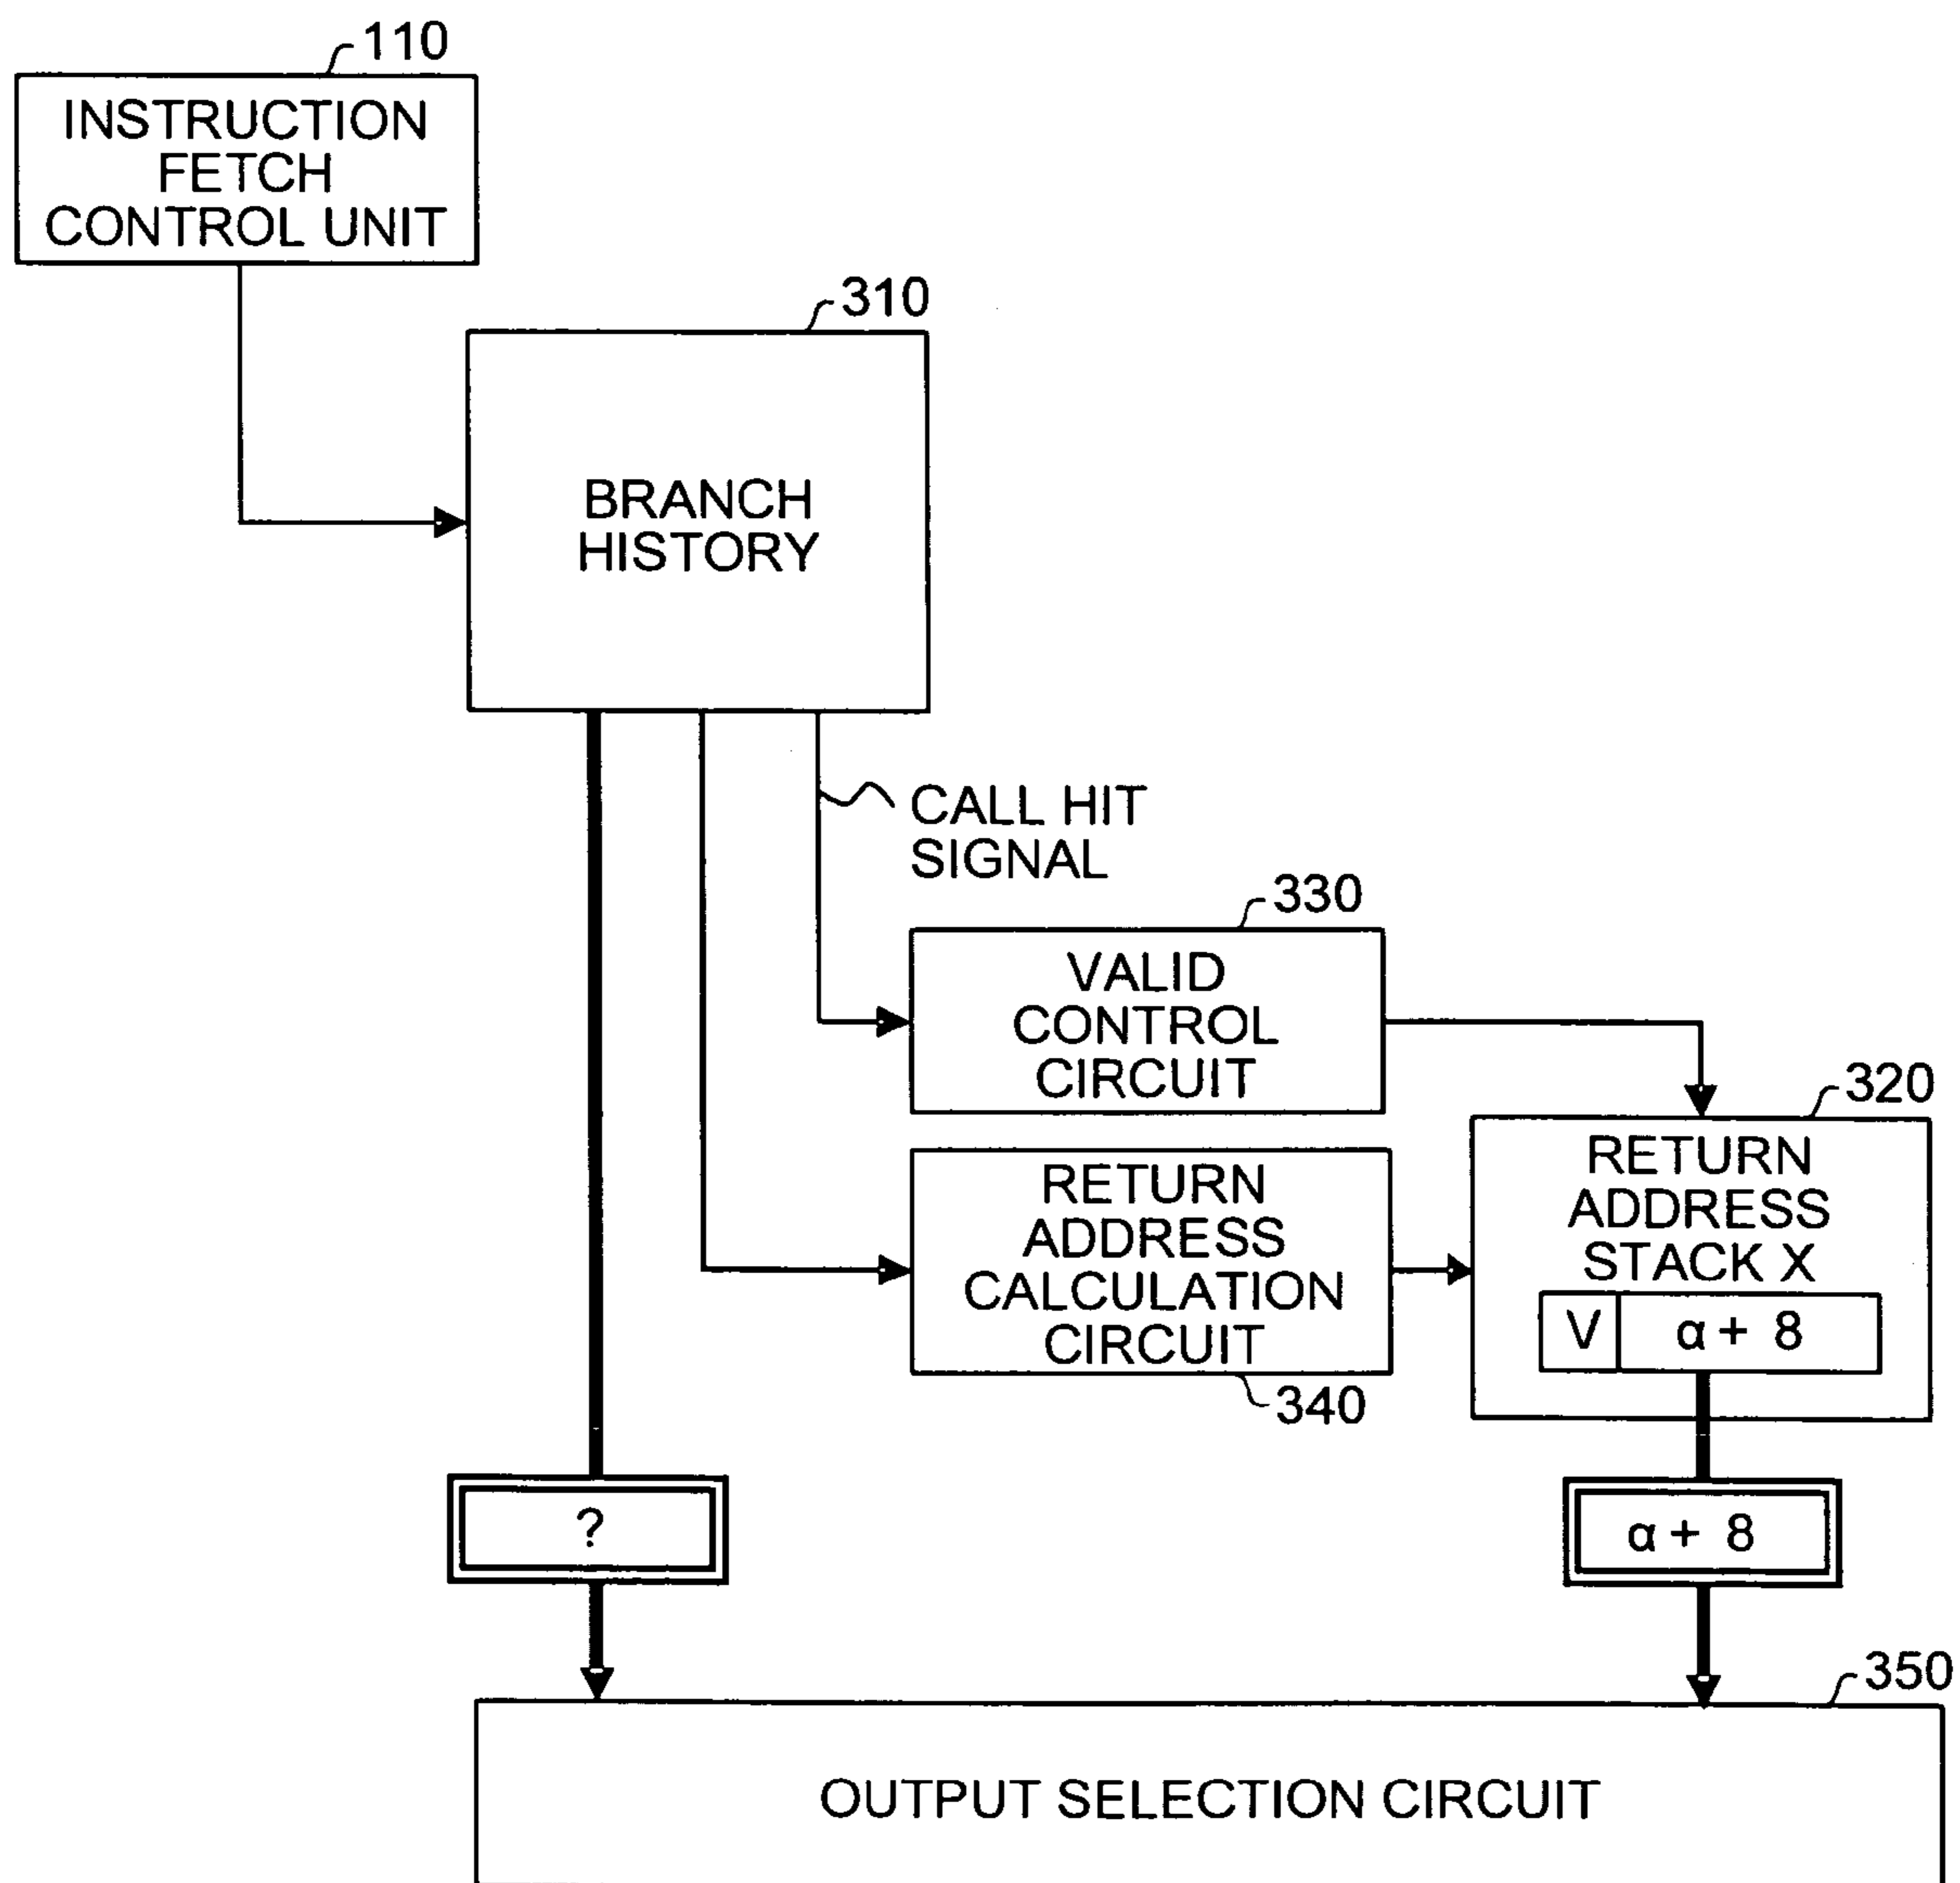 110
INSTRUCTION
FETCH
CONTROL UNIT
310
BRANCH
HISTORY
CALL HIT
SIGNAL
330
VALID
CONTROL
CIRCUIT
320
RETURN
ADDRESS
STACK X
V α + 8
RETURN
ADDRESS
CALCULATION
CIRCUIT
340
?
α + 8
350
OUTPUT SELECTION CIRCUIT